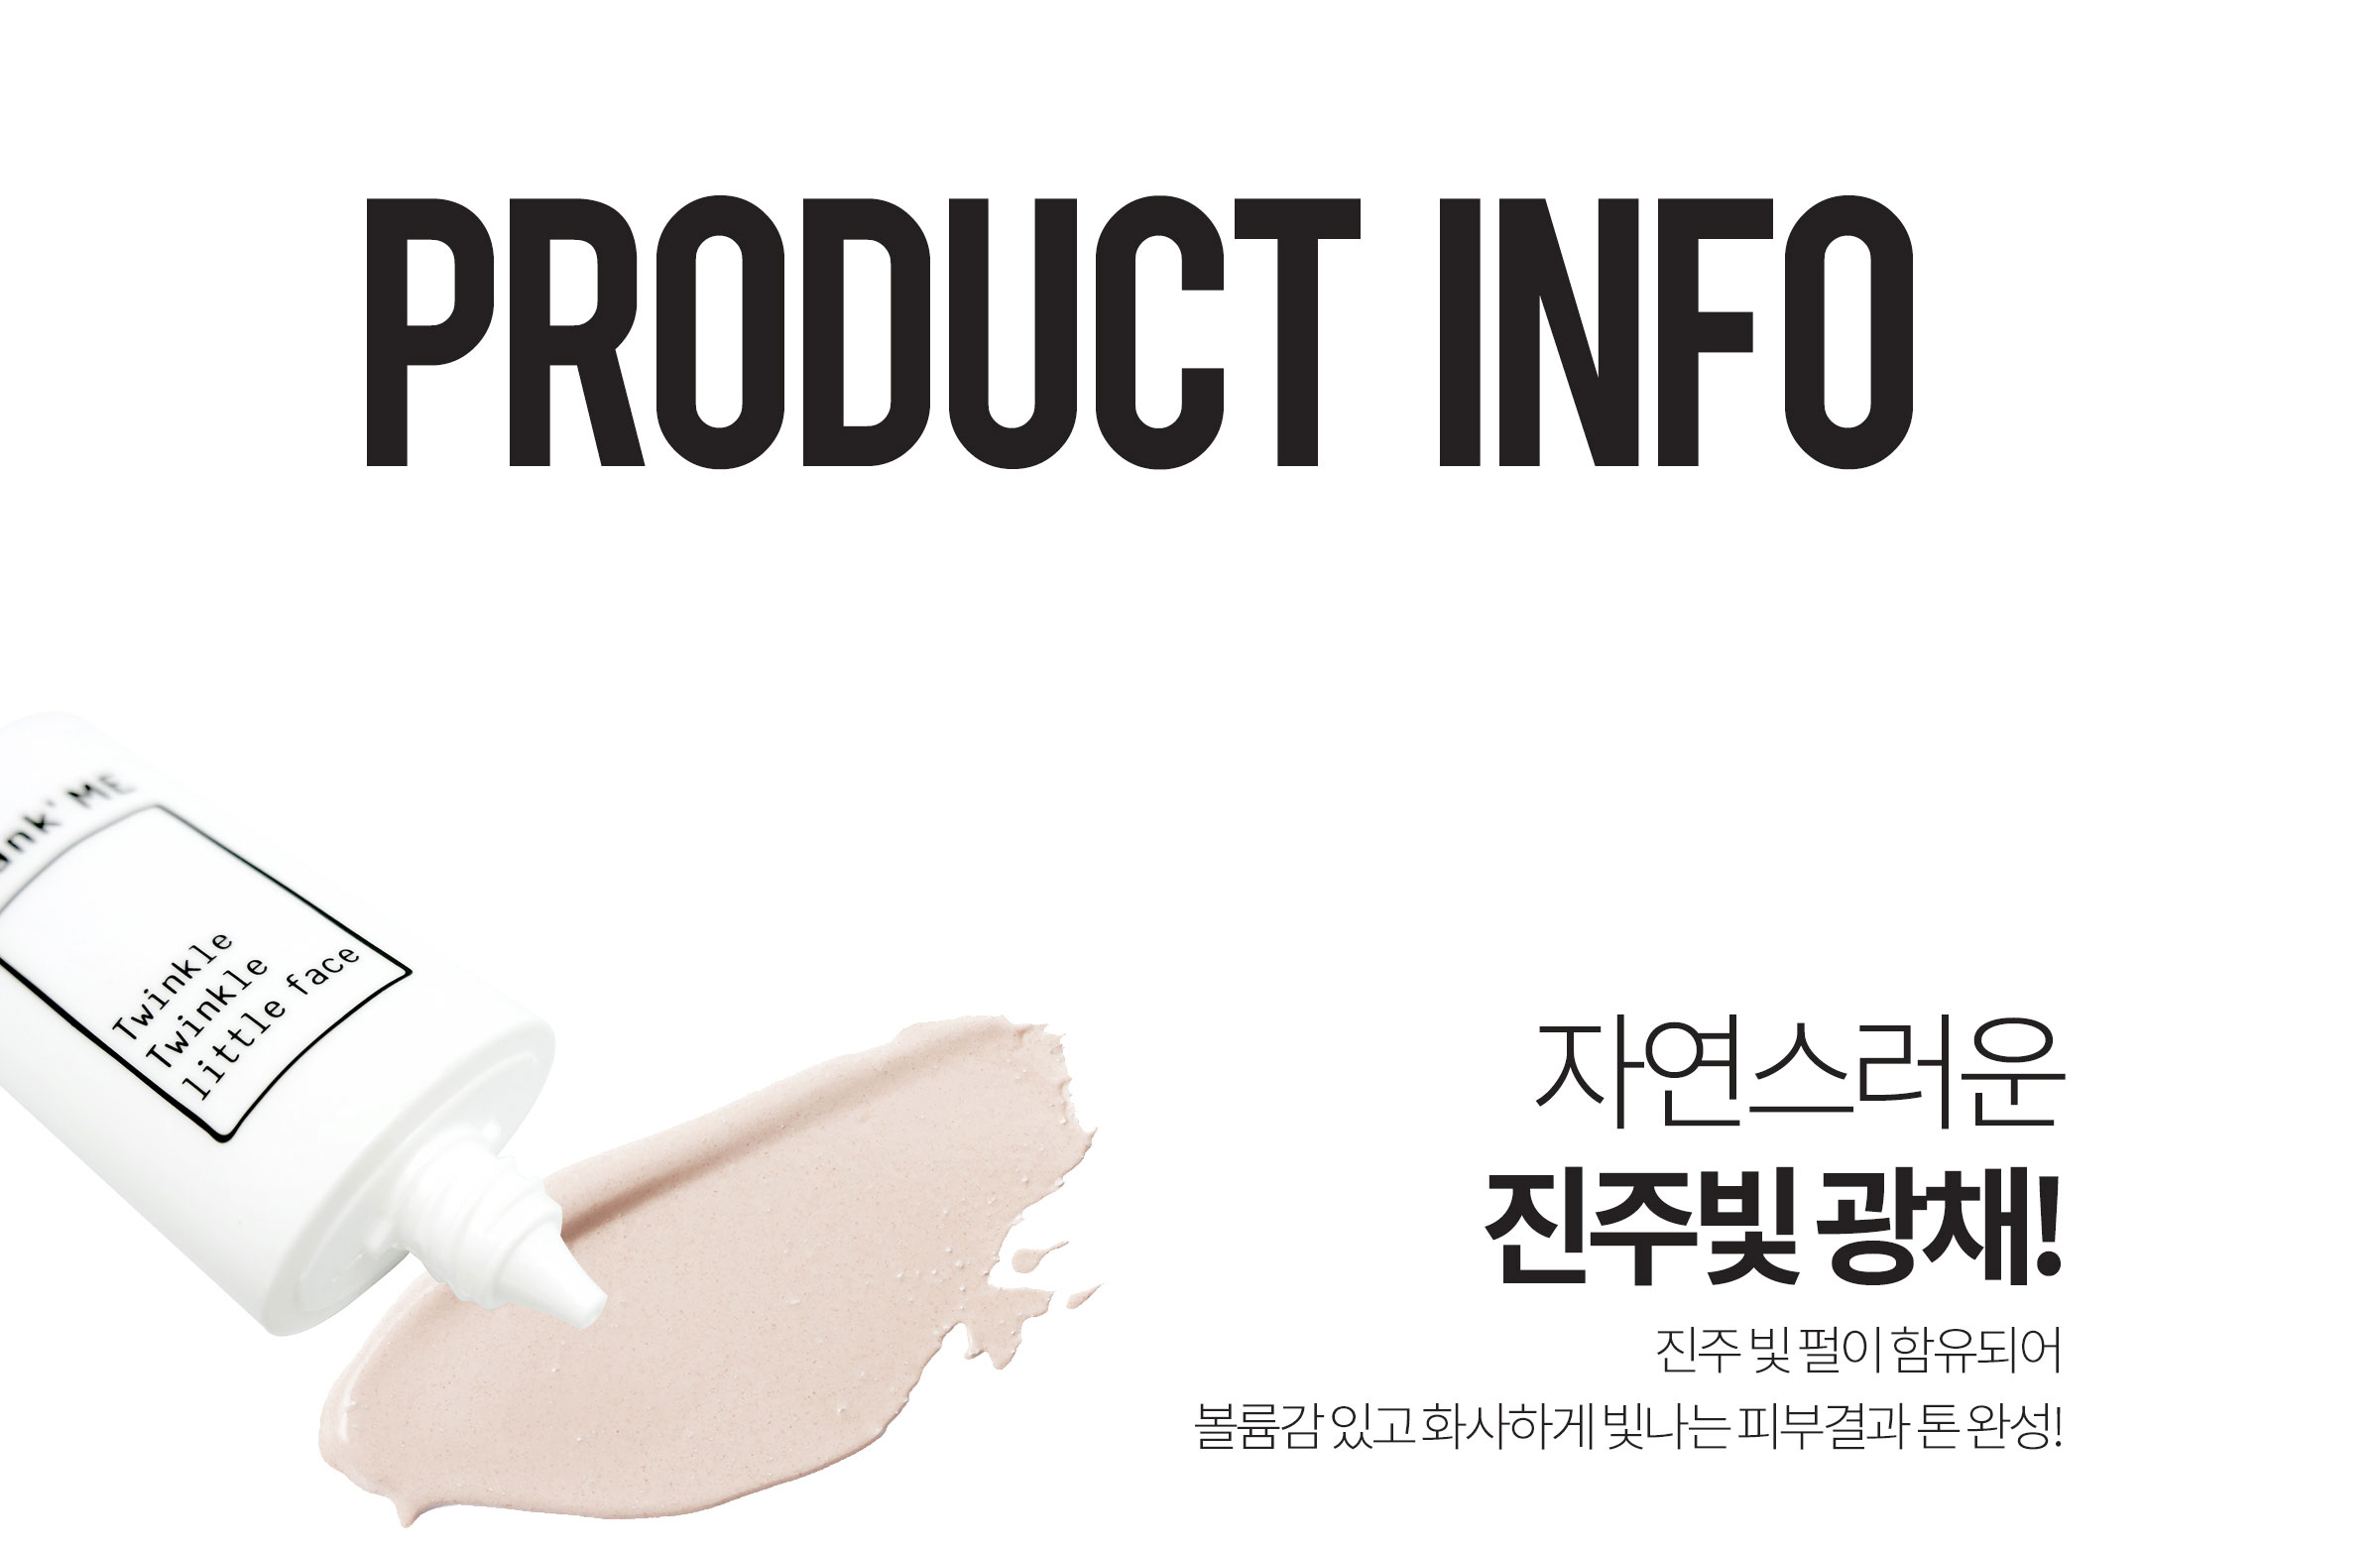 PRODUCT INFO
ME
Twinkle
Twinkle
little face
자연스러운
진주빛 광채!
진주 빛 펄이 함유되어
볼륨감 있고 화사하게 빛나는 피부결과 톤 완성!